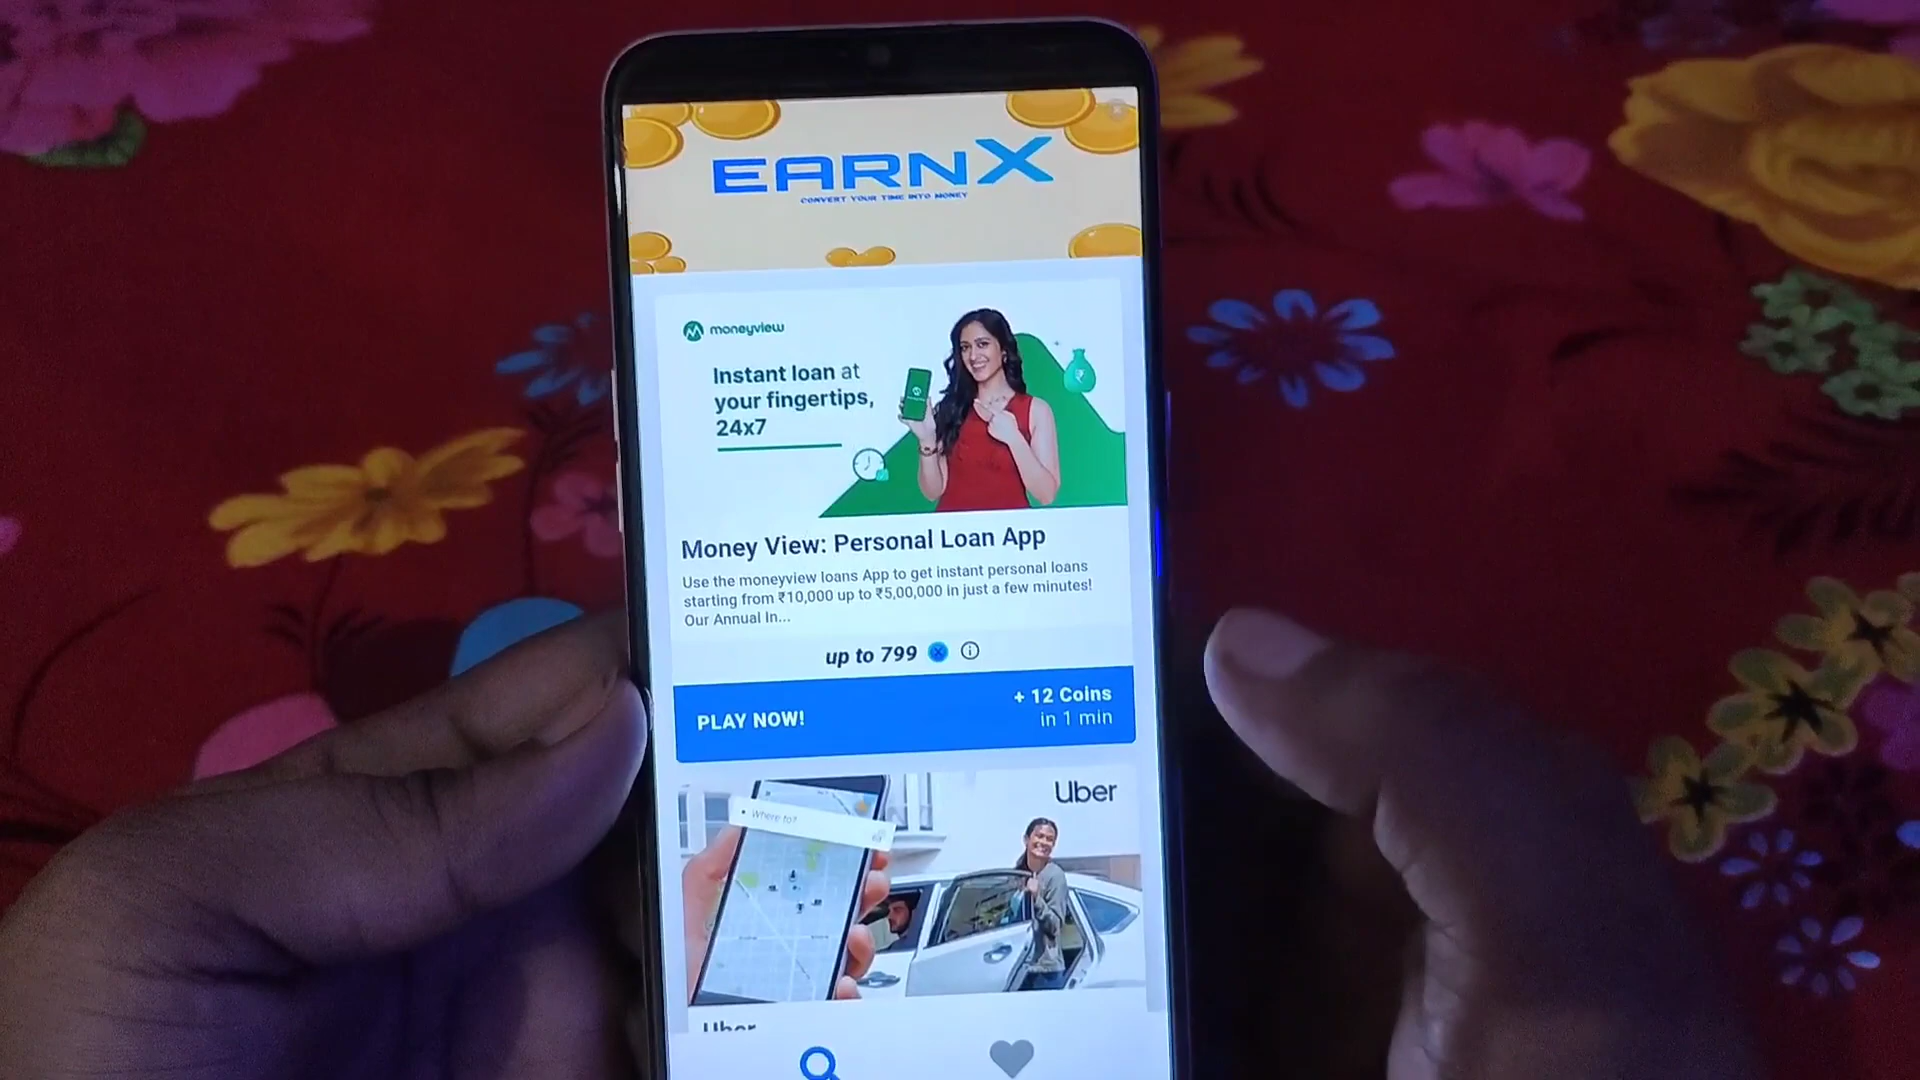 EARNX
CONVERT YOUR TIME INTO MONEY
moneyview
Instant loan at
your fingertips,
24x7
Money View: Personal Loan App
Use the moneyview loans App to get instant personal loans
starting from ₹10,000 up to ₹5,00,000 in just a few minutes!
Our Annual In...
up to 799
PLAY NOW!
+ 12 Coins
in 1 min
Uber
Where to?
Uber